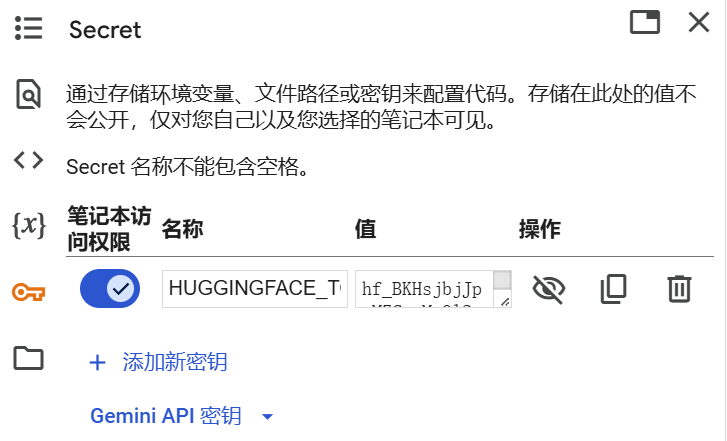 Secret
通过存储环境变量、文件路径或密钥来配置代码。存储在此处的值不
会公开，仅对您自己以及您选择的笔记本可见。
Secret 名称不能包含空格。
笔记本访
问权限 名称 值 操作
HUGGINGFACE_T hf_BKHsjbjJp
{x}
+ 添加新密钥
Gemini API 密钥